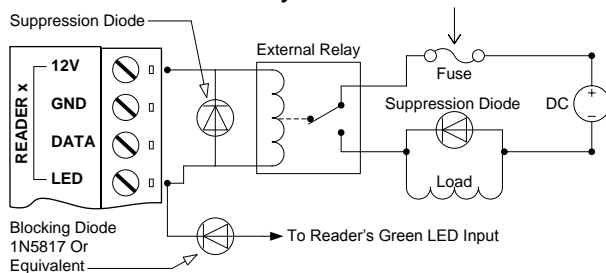 Suppression Diode
READER x
12V
GND
DATA
LED
External Relay
Fuse
Suppression Diode
DC
+
–
Load
Blocking Diode
1N5817 Or
Equivalent
To Reader's Green LED Input